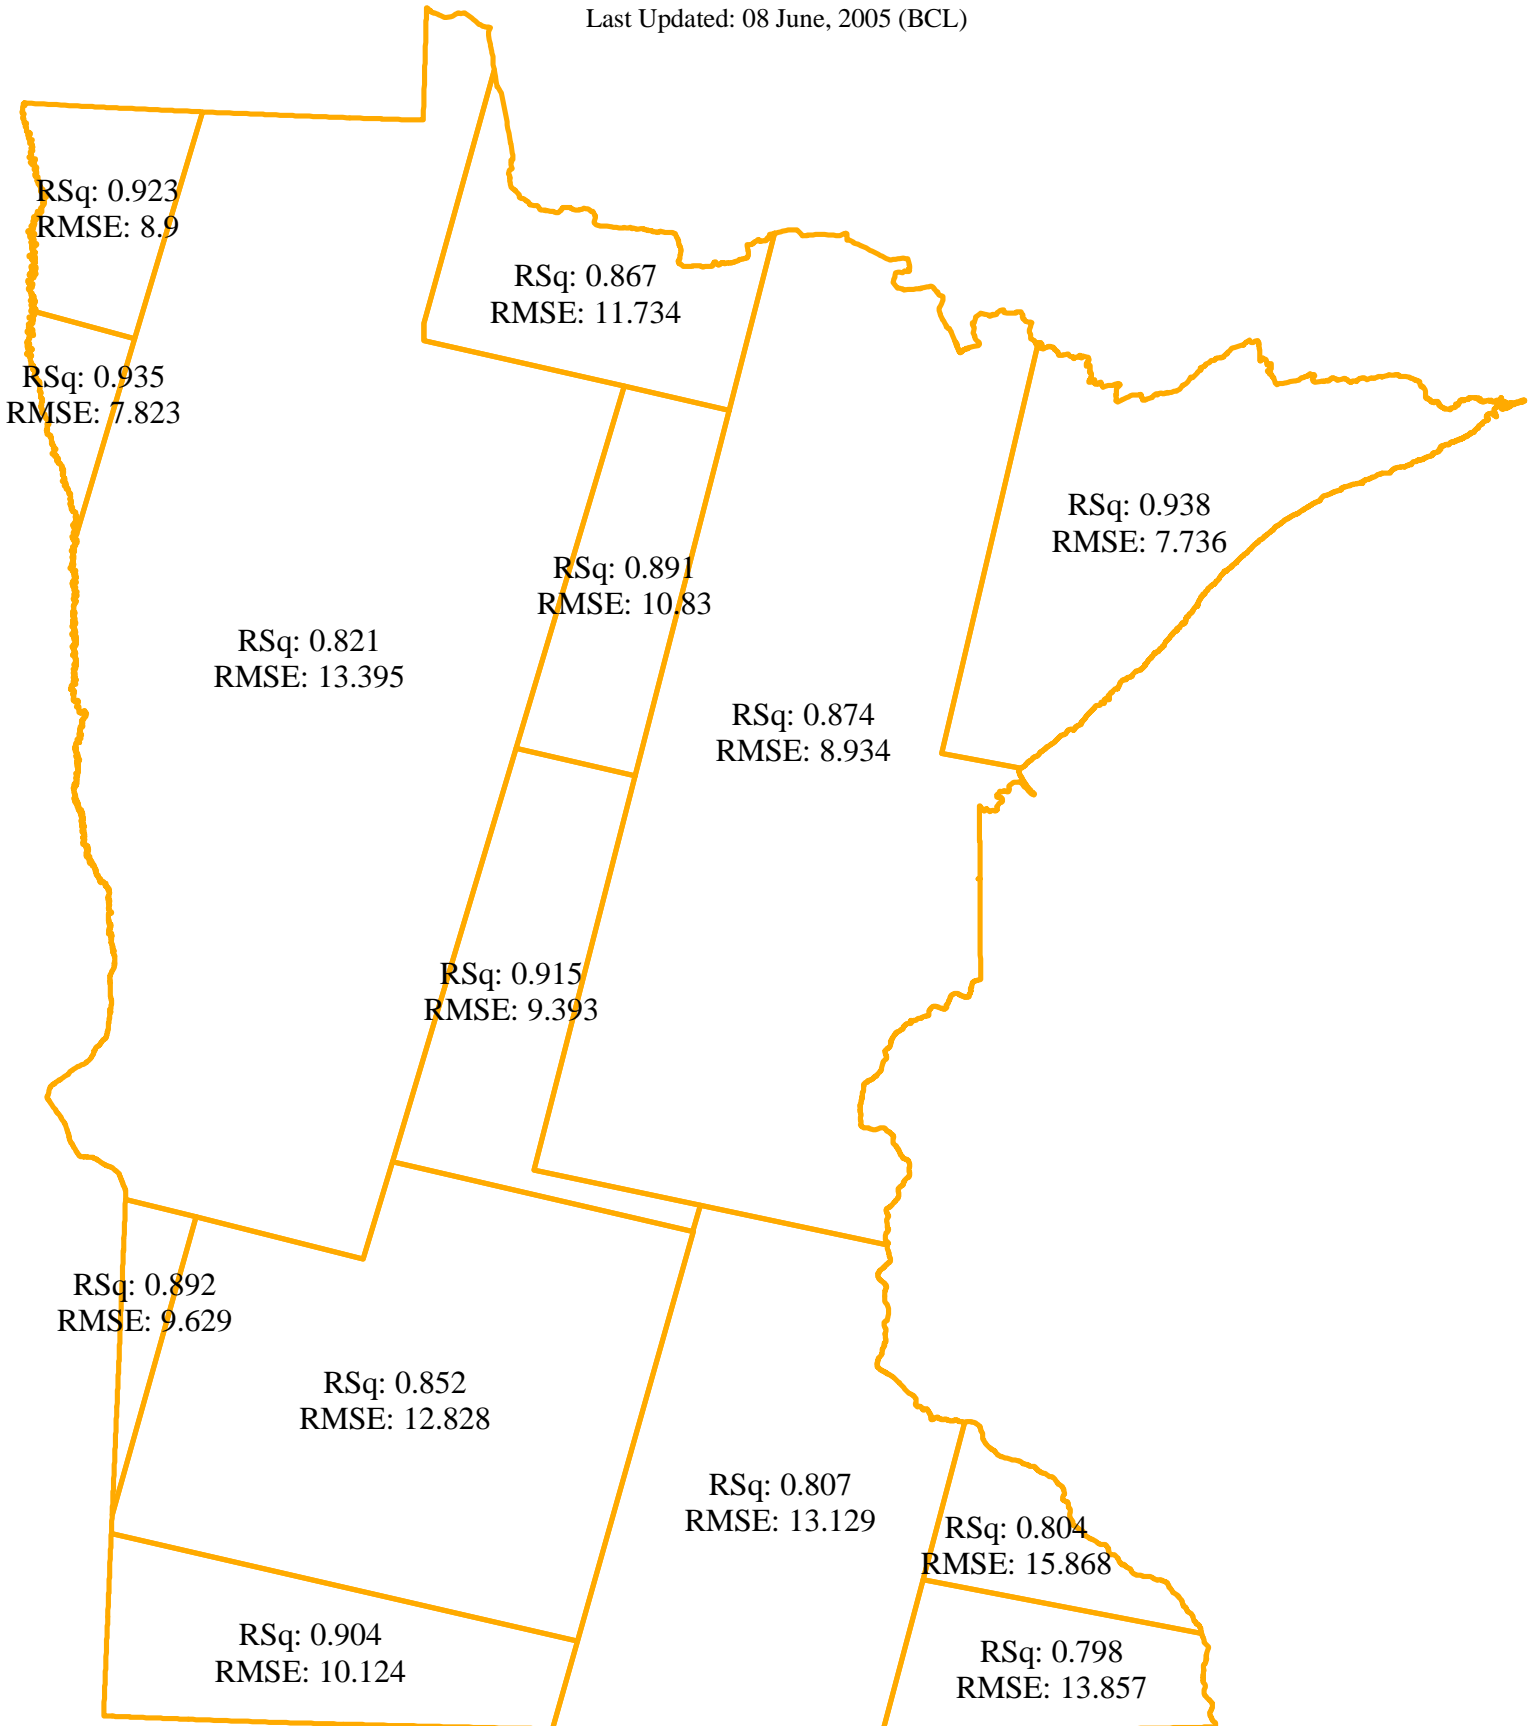 Last Updated: 08 June, 2005 (BCL)
RSq: 0.923
RMSE: 8.9
RSq: 0.867
RMSE: 11.734
RSq: 0.935
RMSE: 7.823
RSq: 0.938
RMSE: 7.736
RSq: 0.891
RMSE: 10.83
RSq: 0.821
RMSE: 13.395
RSq: 0.874
RMSE: 8.934
RSq: 0.915
RMSE: 9.393
RSq: 0.892
RMSE: 9.629
RSq: 0.852
RMSE: 12.828
RSq: 0.807
RMSE: 13.129
RSq: 0.804
RMSE: 15.868
RSq: 0.904
RMSE: 10.124
RSq: 0.798
RMSE: 13.857